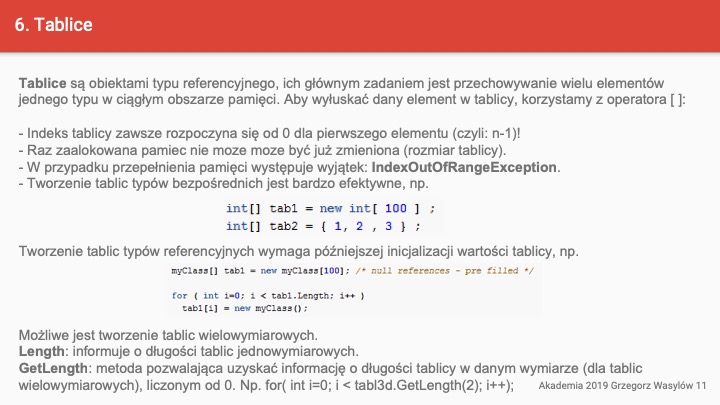 6. Tablice
Tablice są obiektami typu referencyjnego, ich głównym zadaniem jest przechowywanie wielu elementów
jednego typu w ciągłym obszarze pamięci. Aby wyłuskać dany element w tablicy, korzystamy z operatora [ ]:
- Indeks tablicy zawsze rozpoczyna się od 0 dla pierwszego elementu (czyli: n-1)!
- Raz zaalokowana pamiec nie moze moze być już zmieniona (rozmiar tablicy).
- W przypadku przepełnienia pamięci występuje wyjątek: IndexOutOfRangeException.
- Tworzenie tablic typów bezpośrednich jest bardzo efektywne, np.
int[] tab1 = new int[ 100 ] ;
int[] tab2 = { 1, 2 , 3 } ;
Tworzenie tablic typów referencyjnych wymaga późniejszej inicjalizacji wartości tablicy, np.
myClass[] tab1 = new myClass[100]; /* null references - pre filled */
for ( int i=0; i < tab1.Length; i++ )
tab1[i] = new myClass();
Możliwe jest tworzenie tablic wielowymiarowych.
Length: informuje o długości tablic jednowymiarowych.
GetLength: metoda pozwalająca uzyskać informację o długości tablicy w danym wymiarze (dla tablic
wielowymiarowych), liczonym od 0. Np. for( int i=0; i < tabl3d.GetLength(2); i++);
Akademia 2019 Grzegorz Wasylów 11